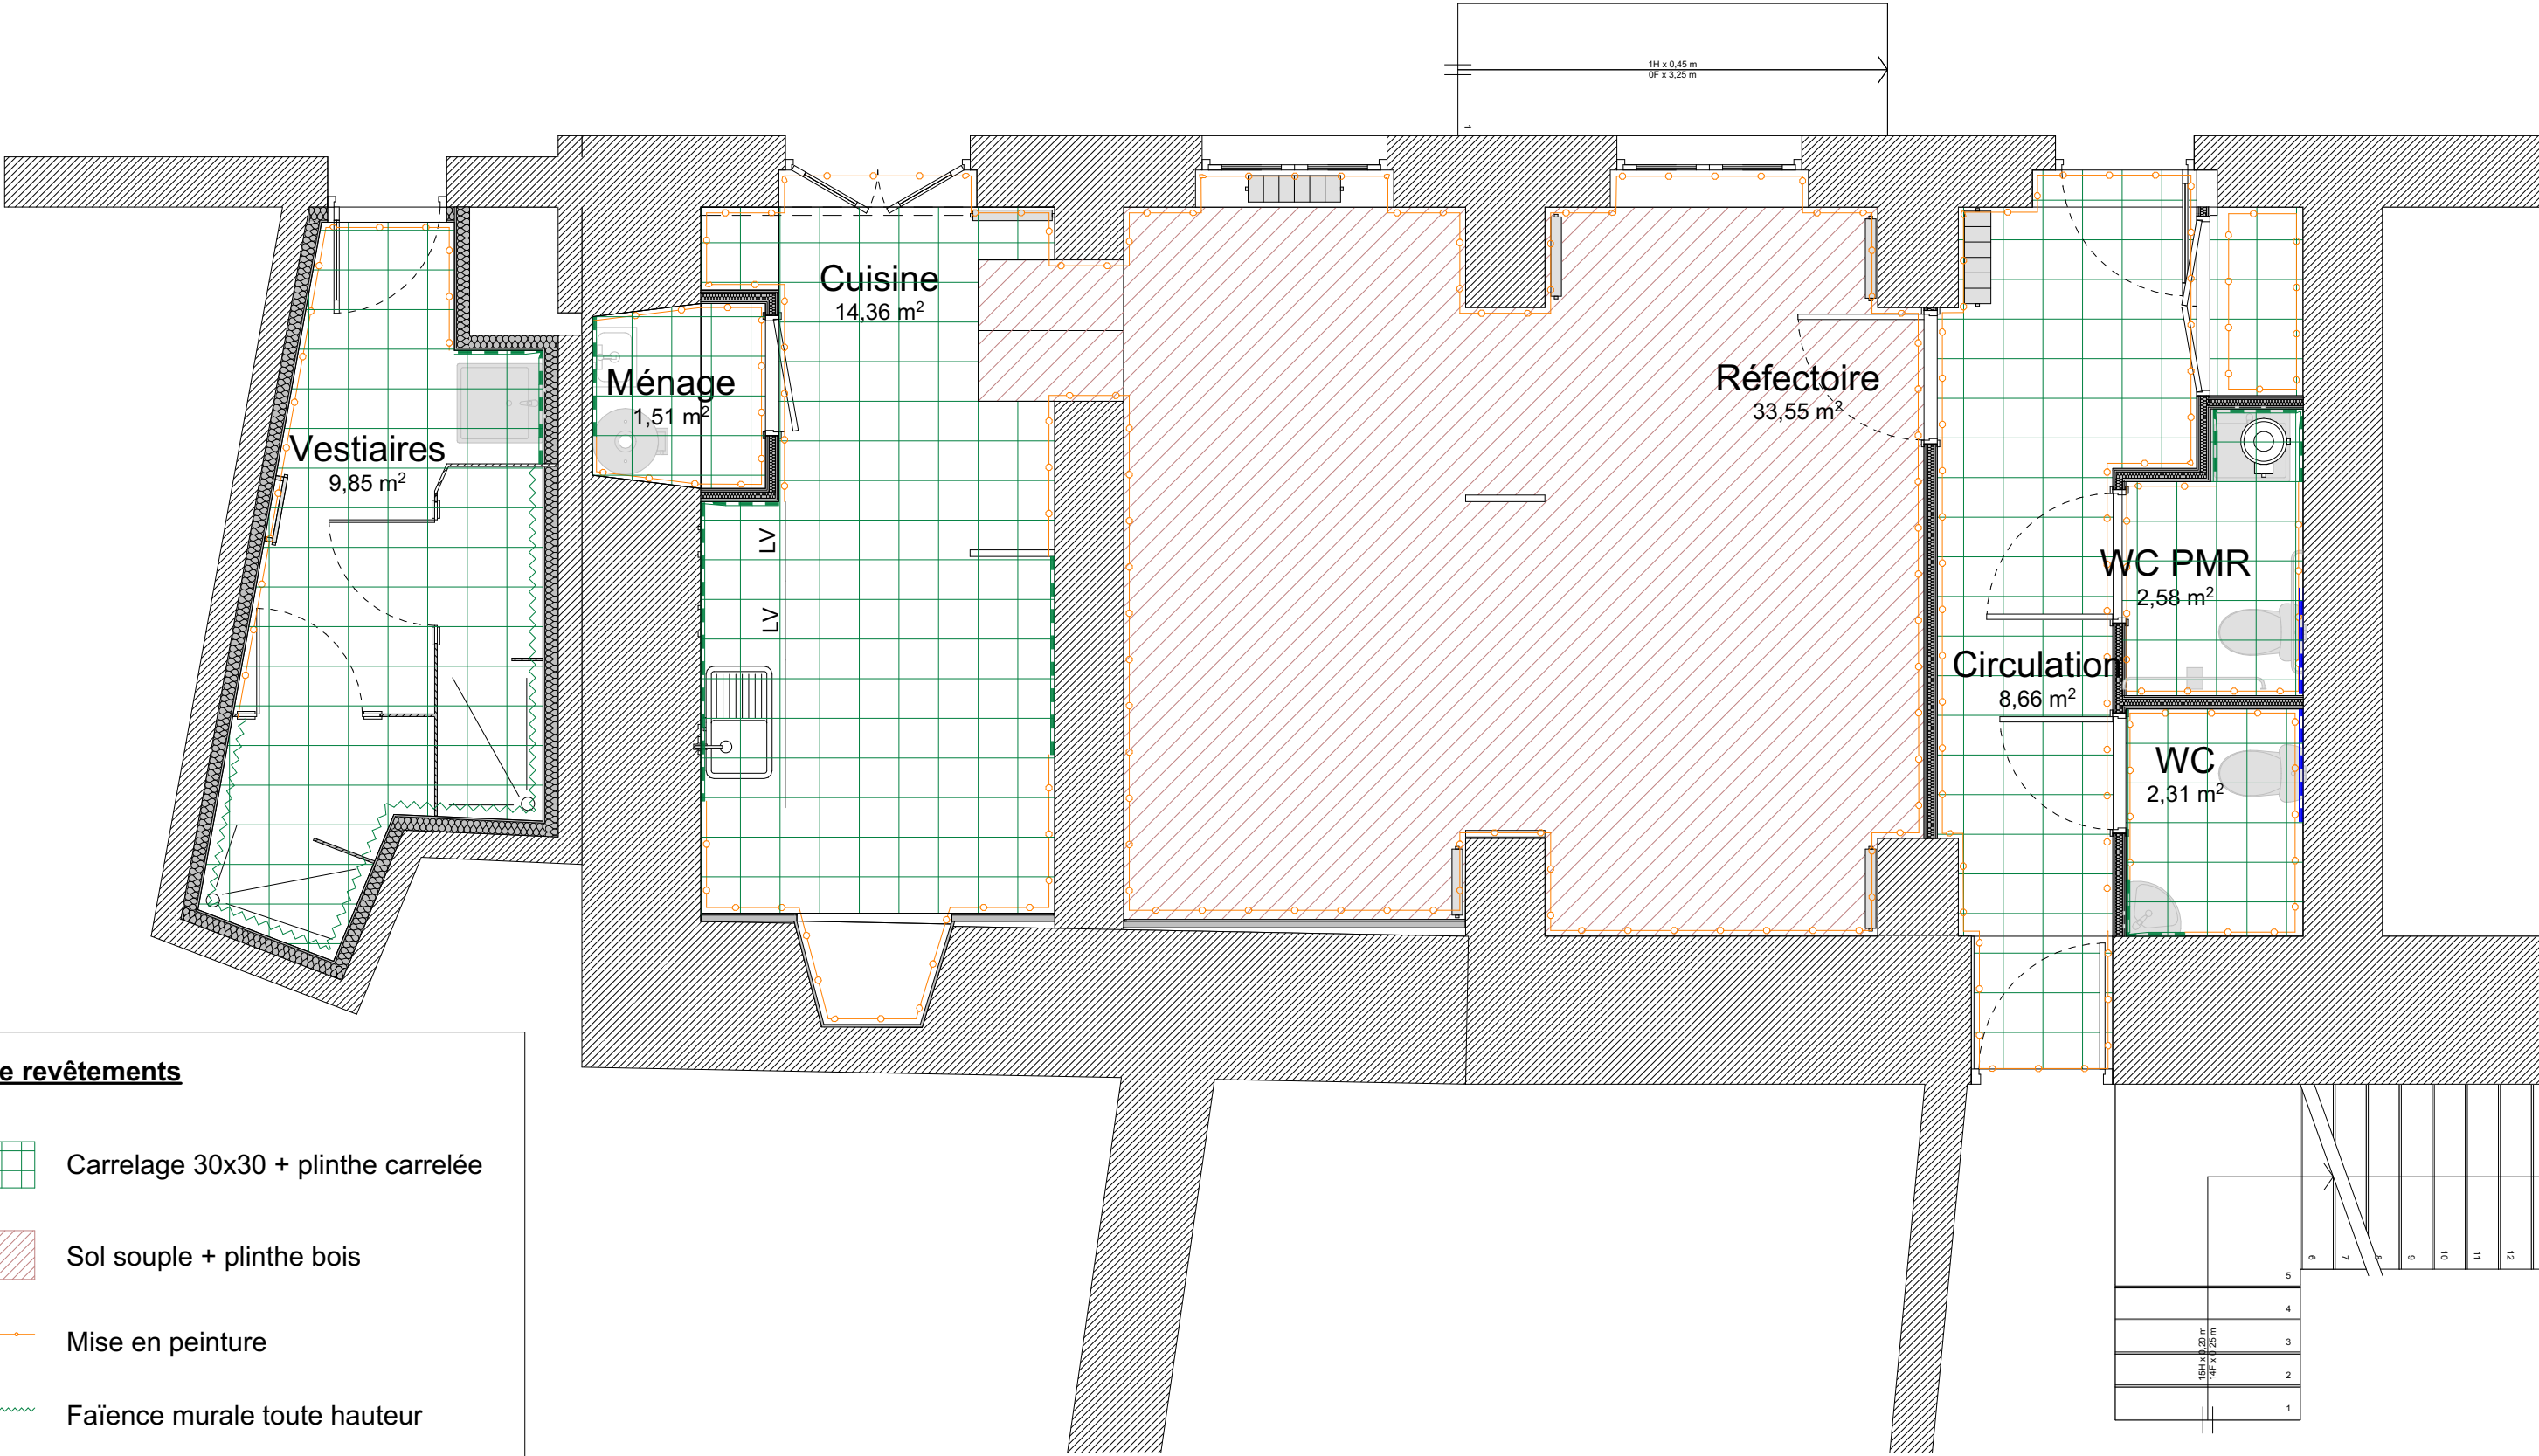 1H x 0,45 m
0F x 3,25 m
1
Cuisine
14,36 m²
Ménage
1,51 m²
Réfectoire
33,55 m²
Vestiaires
9,85 m²
LV
LV
WC PMR
2,58 m²
Circulation
8,66 m²
WC
2,31 m²
e revêtements
Carrelage 30x30 + plinthe carrelée
Sol souple + plinthe bois
Mise en peinture
Faïence murale toute hauteur
6
7
8
9
10
11
12
5
4
3
2
1
15H x 0,20 m
14F x 0,25 m